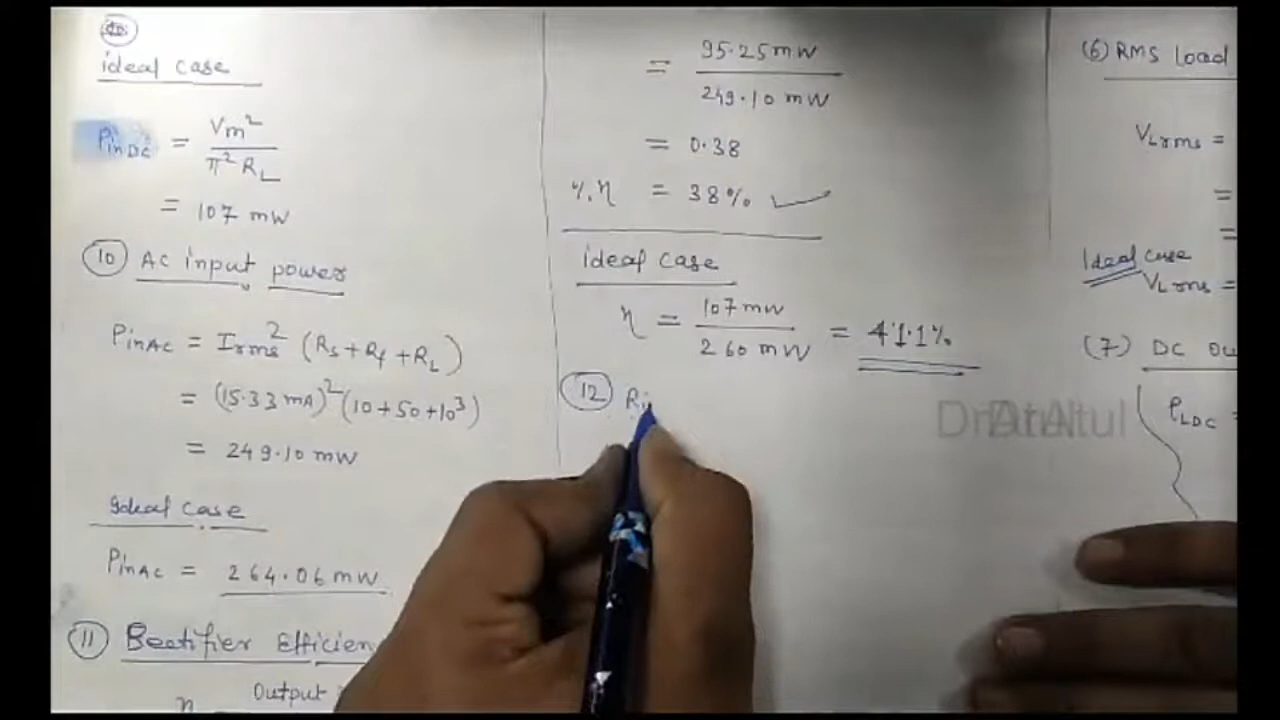 ideal case
PinDC = Vm² / π² RL
= 107 mW
(10) AC input power
PinAC = Irms² (Rs + Rf + RL)
= (15.33 mA)² (10 + 50 + 10³)
= 249.10 mW
Ideal case
PinAC = 264.06 mW
(11) Rectifier Efficien
η Output
= 95.25 mW / 249.10 mW
= 0.38
%η = 38% ✓
ideal case
η = 107 mW / 260 mW = 41.1%
(12) Ri
(6) RMS load
VLrms =
=
=
Ideal case
VLrms =
(7) DC Ou
PLDC =